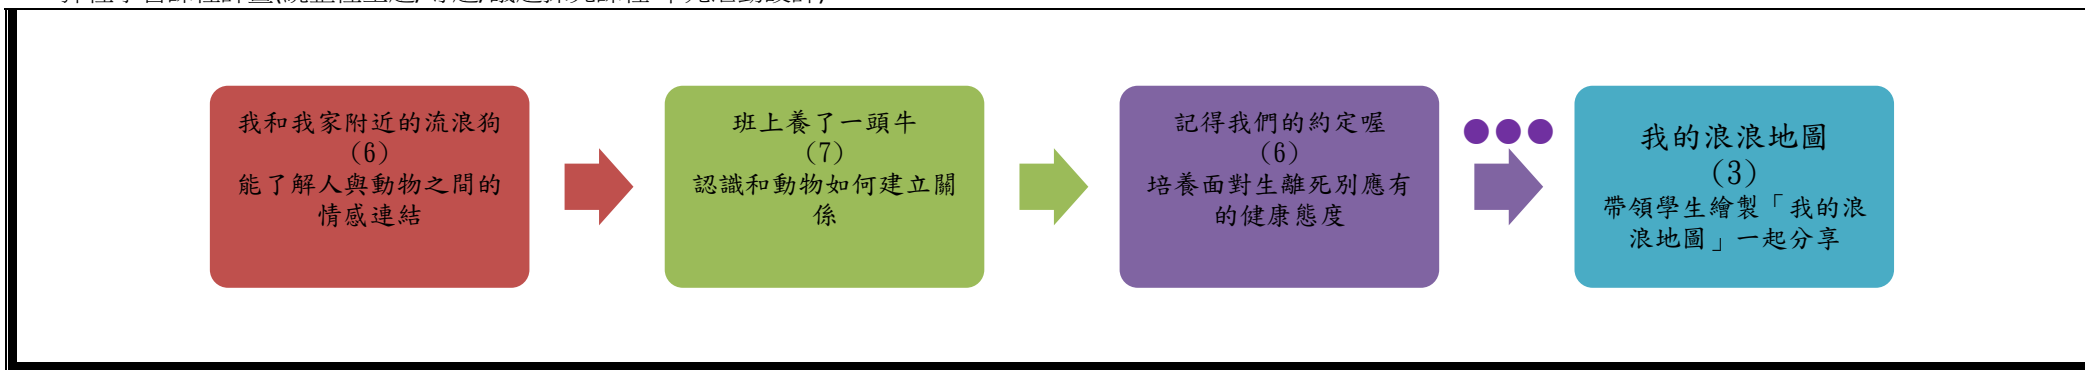 我和我家附近的流浪狗
（6）
能了解人與動物之間的
情感連結
班上養了一頭牛
（7）
認識和動物如何建立關
係
記得我們的約定喔
（6）
培養面對生離死別應有
的健康態度
我的浪浪地圖
（3）
帶領學生繪製「我的浪
浪地圖」一起分享